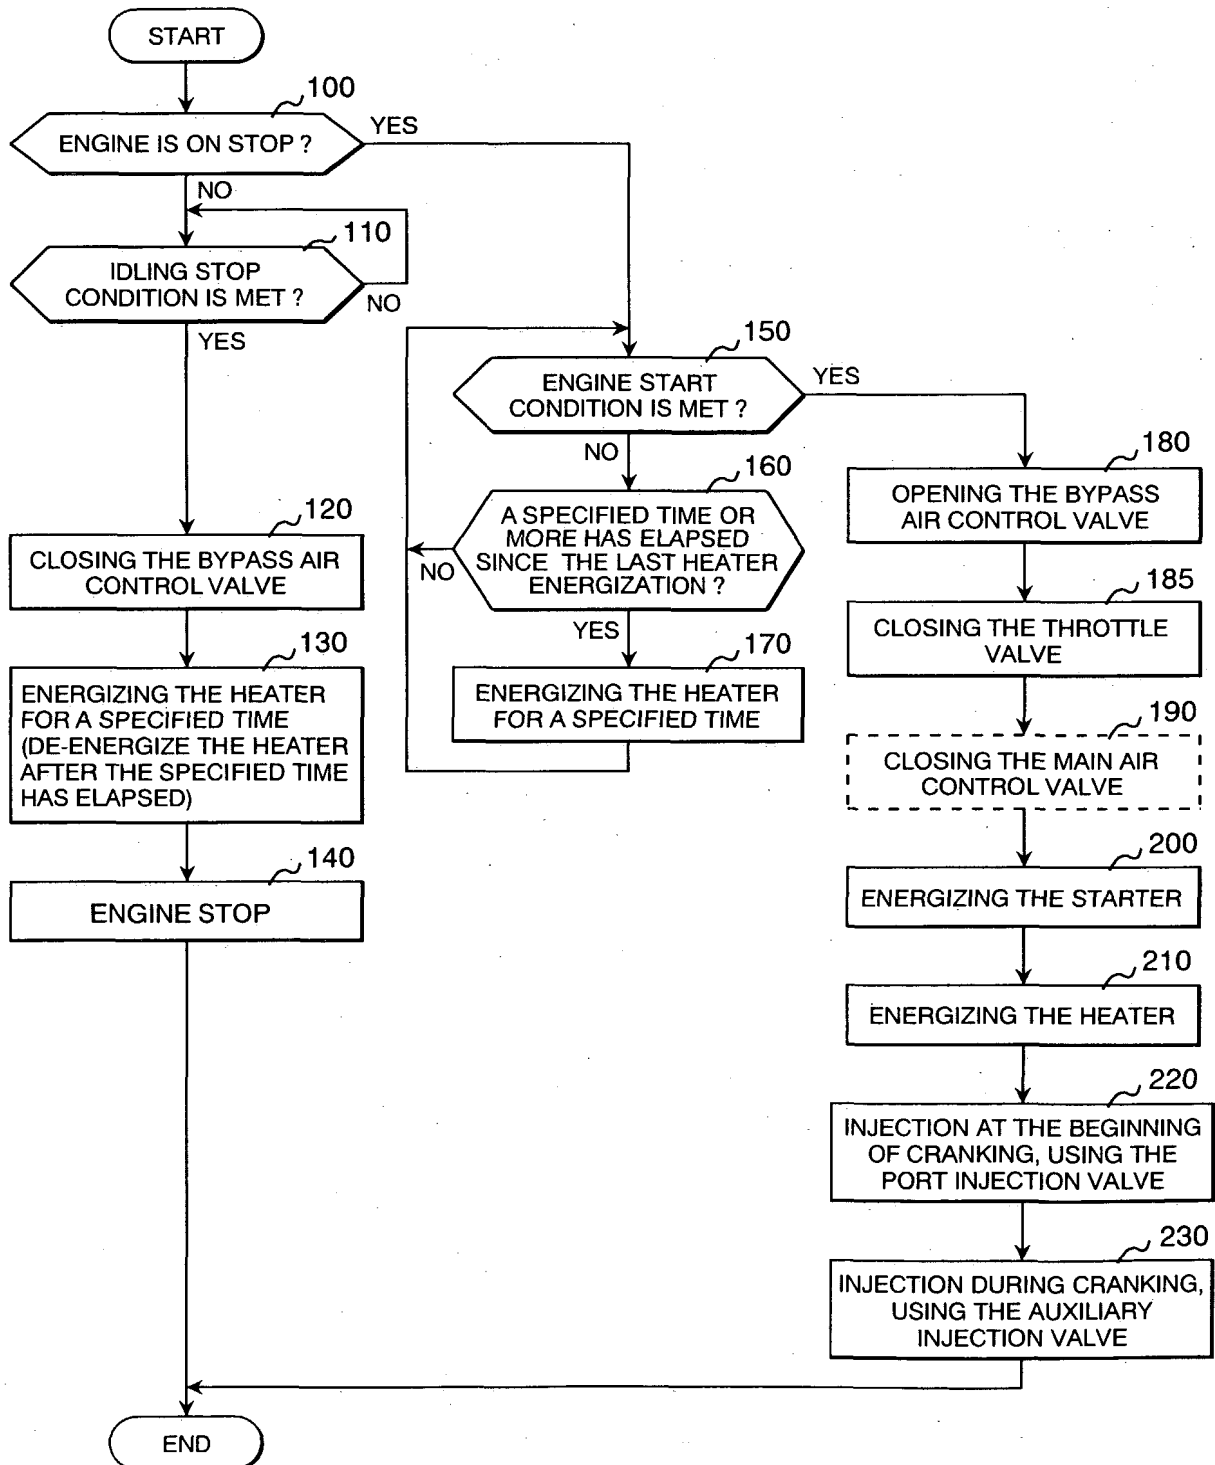 START
100
ENGINE IS ON STOP ?
YES
NO
110
IDLING STOP
CONDITION IS MET ?
NO
YES
120
CLOSING THE BYPASS AIR
CONTROL VALVE
130
ENERGIZING THE HEATER
FOR A SPECIFIED TIME
(DE-ENERGIZE THE HEATER
AFTER THE SPECIFIED TIME
HAS ELAPSED)
140
ENGINE STOP
150
ENGINE START
CONDITION IS MET ?
YES
NO
160
A SPECIFIED TIME OR
MORE HAS ELAPSED
SINCE THE LAST HEATER
ENERGIZATION ?
NO
YES
170
ENERGIZING THE HEATER
FOR A SPECIFIED TIME
180
OPENING THE BYPASS
AIR CONTROL VALVE
185
CLOSING THE THROTTLE
VALVE
190
CLOSING THE MAIN AIR
CONTROL VALVE
200
ENERGIZING THE STARTER
210
ENERGIZING THE HEATER
220
INJECTION AT THE BEGINNING
OF CRANKING, USING THE
PORT INJECTION VALVE
230
INJECTION DURING CRANKING,
USING THE AUXILIARY
INJECTION VALVE
END